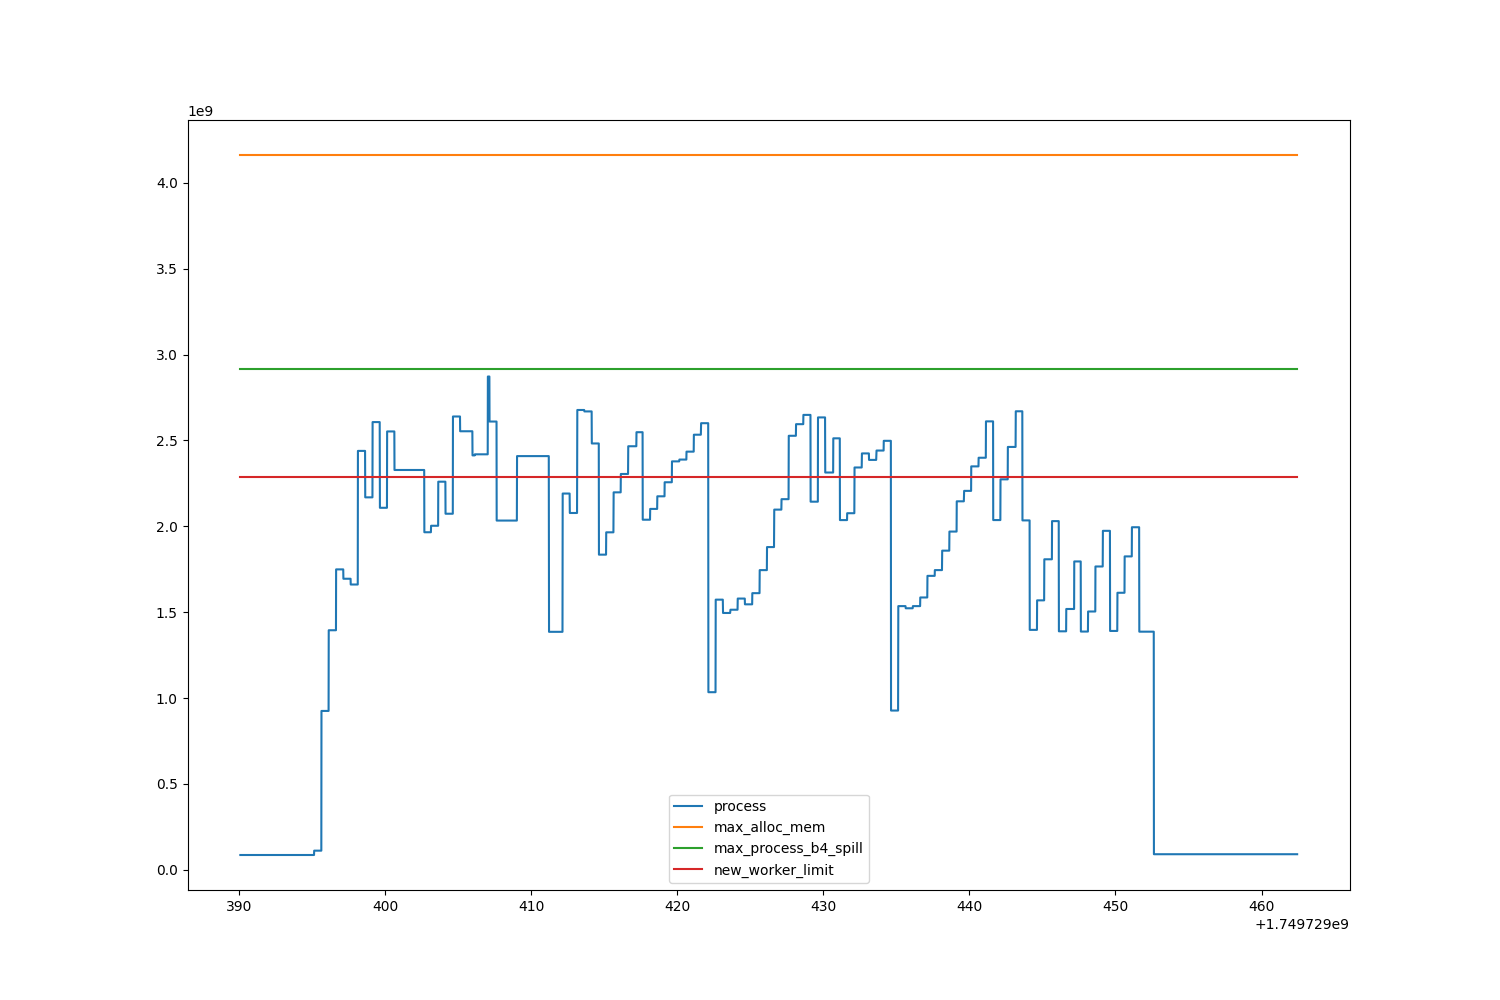 1e9
4.0
3.5
3.0
2.5
2.0
1.5
1.0
0.5
0.0
process
max_alloc_mem
max_process_b4_spill
new_worker_limit
390 400 410 420 430 440 450 460
+1.749729e9